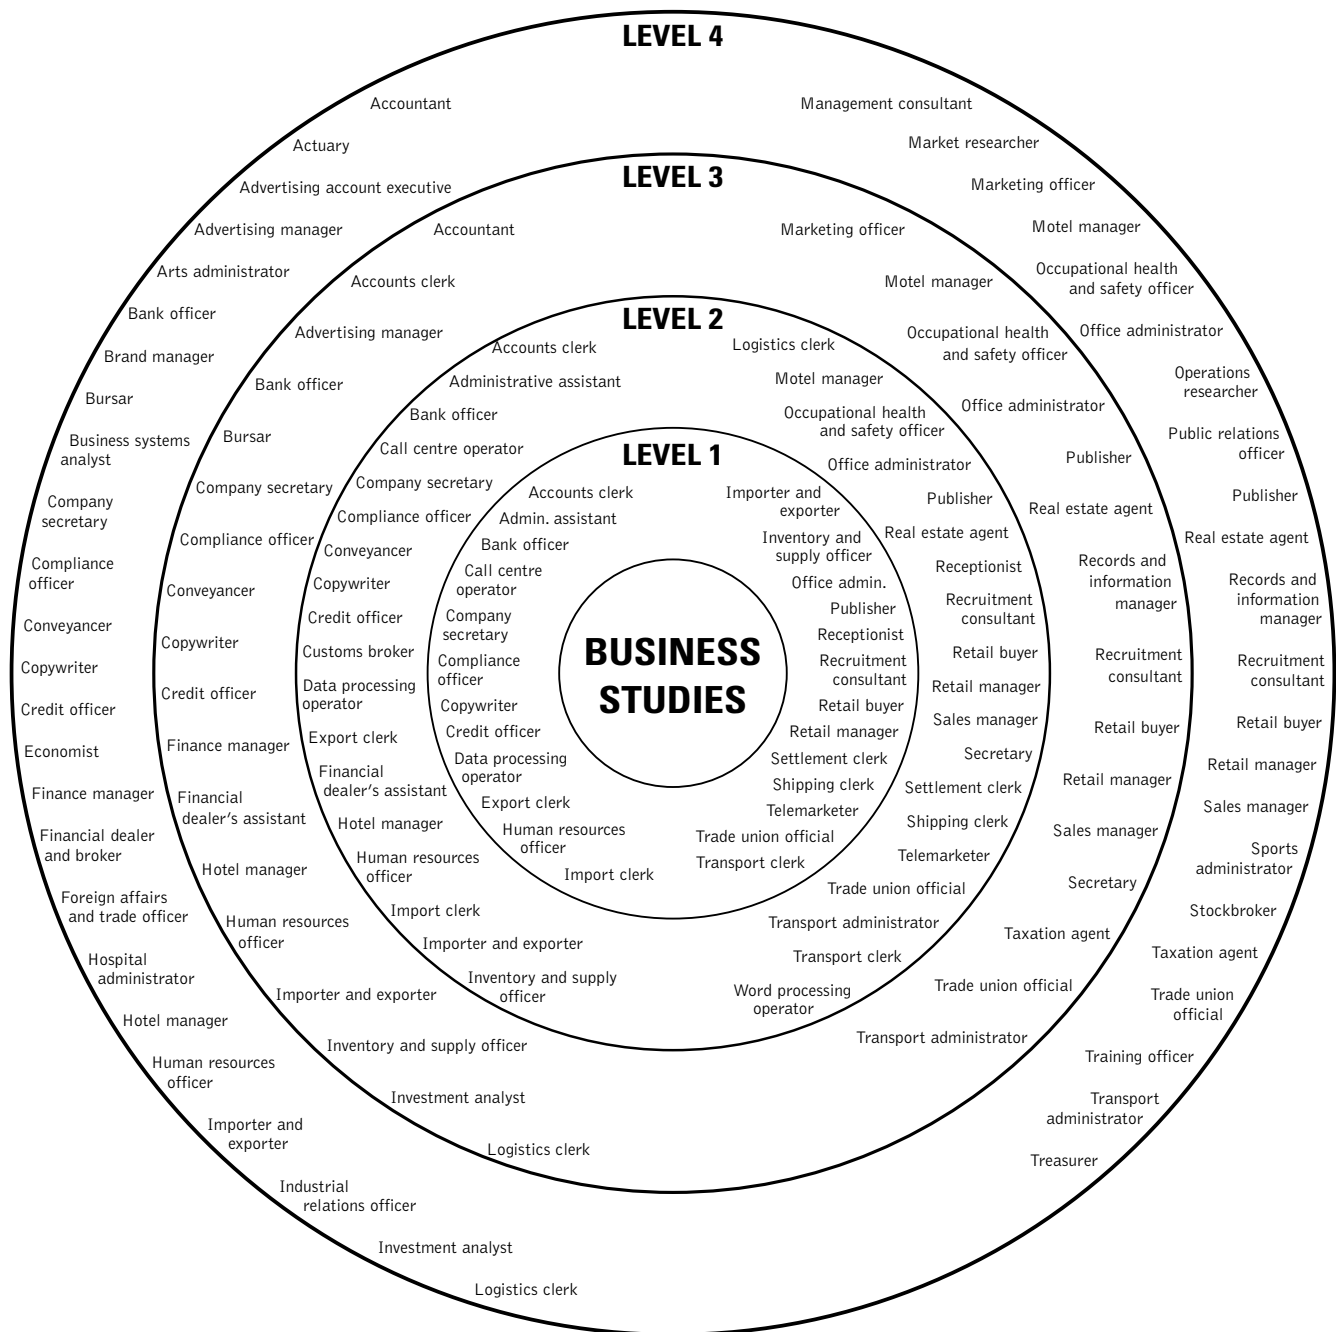 LEVEL 4
Accountant
Actuary
Advertising account executive
Advertising manager
Arts administrator
Bank officer
Brand manager
Bursar
Business systems
analyst
Company
secretary
Compliance
officer
Conveyancer
Copywriter
Credit officer
Economist
Finance manager
Financial dealer
and broker
Foreign affairs
and trade officer
Hospital
administrator
Hotel manager
Human resources
officer
Importer and
exporter
Industrial
relations officer
Investment analyst
Logistics clerk
Management consultant
Market researcher
Marketing officer
Motel manager
Occupational health
and safety officer
Office administrator
Operations
researcher
Public relations
officer
Publisher
Real estate agent
Records and
information
manager
Recruitment
consultant
Retail buyer
Retail manager
Sales manager
Sports
administrator
Stockbroker
Taxation agent
Trade union
official
Training officer
Transport
administrator
Treasurer
LEVEL 3
Accountant
Accounts clerk
Advertising manager
Bank officer
Bursar
Company secretary
Compliance officer
Conveyancer
Copywriter
Credit officer
Finance manager
Financial
dealer's assistant
Hotel manager
Human resources
officer
Importer and exporter
Inventory and supply officer
Investment analyst
Logistics clerk
Marketing officer
Motel manager
Occupational health
and safety officer
Office administrator
Publisher
Real estate agent
Records and
information
manager
Recruitment
consultant
Retail buyer
Retail manager
Sales manager
Secretary
Taxation agent
Trade union official
Transport administrator
LEVEL 2
Accounts clerk
Administrative assistant
Bank officer
Call centre operator
Company secretary
Compliance officer
Conveyancer
Copywriter
Credit officer
Customs broker
Data processing
operator
Export clerk
Financial
dealer's assistant
Hotel manager
Human resources
officer
Import clerk
Importer and exporter
Inventory and supply
officer
Logistics clerk
Motel manager
Occupational health
and safety officer
Office administrator
Publisher
Real estate agent
Receptionist
Recruitment
consultant
Retail buyer
Retail manager
Sales manager
Secretary
Settlement clerk
Shipping clerk
Telemarketer
Trade union official
Transport administrator
Transport clerk
Word processing
operator
LEVEL 1
Accounts clerk
Admin. assistant
Bank officer
Call centre
operator
Company
secretary
Compliance
officer
Copywriter
Credit officer
Data processing
operator
Export clerk
Human resources
officer
Import clerk
Importer and
exporter
Inventory and
supply officer
Office admin.
Publisher
Receptionist
Recruitment
consultant
Retail buyer
Retail manager
Settlement clerk
Shipping clerk
Telemarketer
Trade union official
Transport clerk
BUSINESS
STUDIES